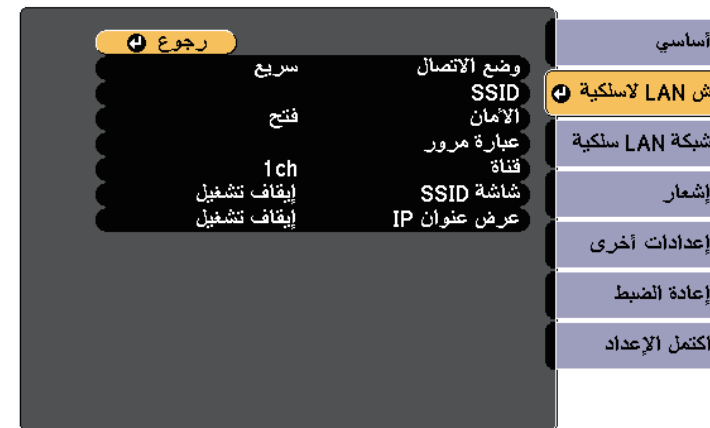 أساسي
ش LAN لاسلكية
شبكة LAN سلكية
إشعار
إعدادات أخرى
إعادة الضبط
اكتمل الإعداد
رجوع
وضع الاتصال سريع
SSID
الأمان فتح
عبارة مرور
قناة 1ch
شاشة SSID إيقاف تشغيل
عرض عنوان IP إيقاف تشغيل